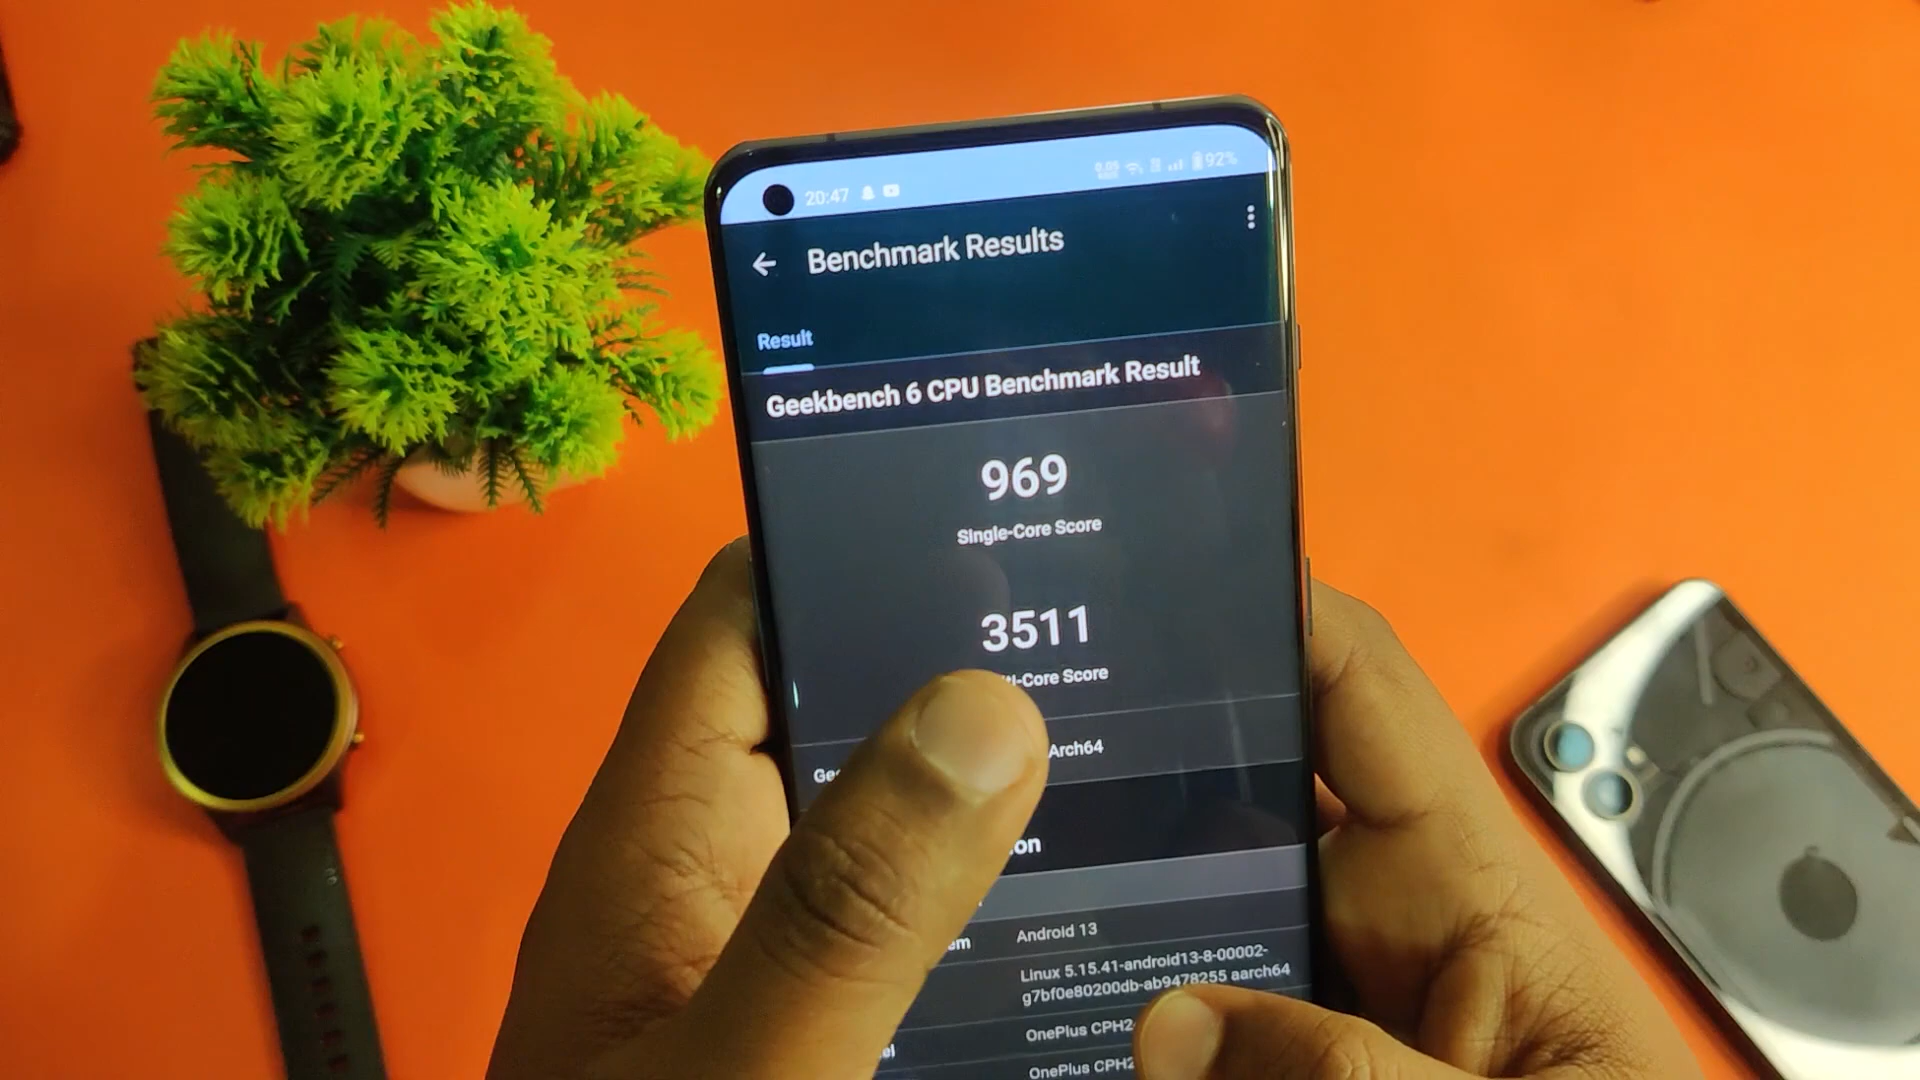 20:47 92%
Benchmark Results
Result
Geekbench 6 CPU Benchmark Result
969
Single-Core Score
3511
ti-Core Score
Arch64
Android 13
Linux 5.15.41-android13-8-00002-
g7bf0e80200db-ab9478255 aarch64
OnePlus CPH2
OnePlus CPH2